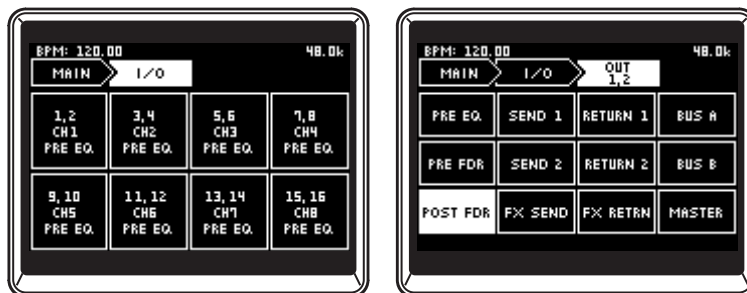 BPM: 120.00 48.0k
MAIN I/O
1,2 CH1 PRE EQ.
3,4 CH2 PRE EQ.
5,6 CH3 PRE EQ.
7,8 CH4 PRE EQ.
9,10 CH5 PRE EQ.
11,12 CH6 PRE EQ.
13,14 CH7 PRE EQ.
15,16 CH8 PRE EQ.
BPM: 120.00 48.0k
MAIN I/O OUT 1,2
PRE EQ. SEND 1 RETURN 1 BUS A
PRE FDR SEND 2 RETURN 2 BUS B
POST FDR FX SEND FX RETRN MASTER